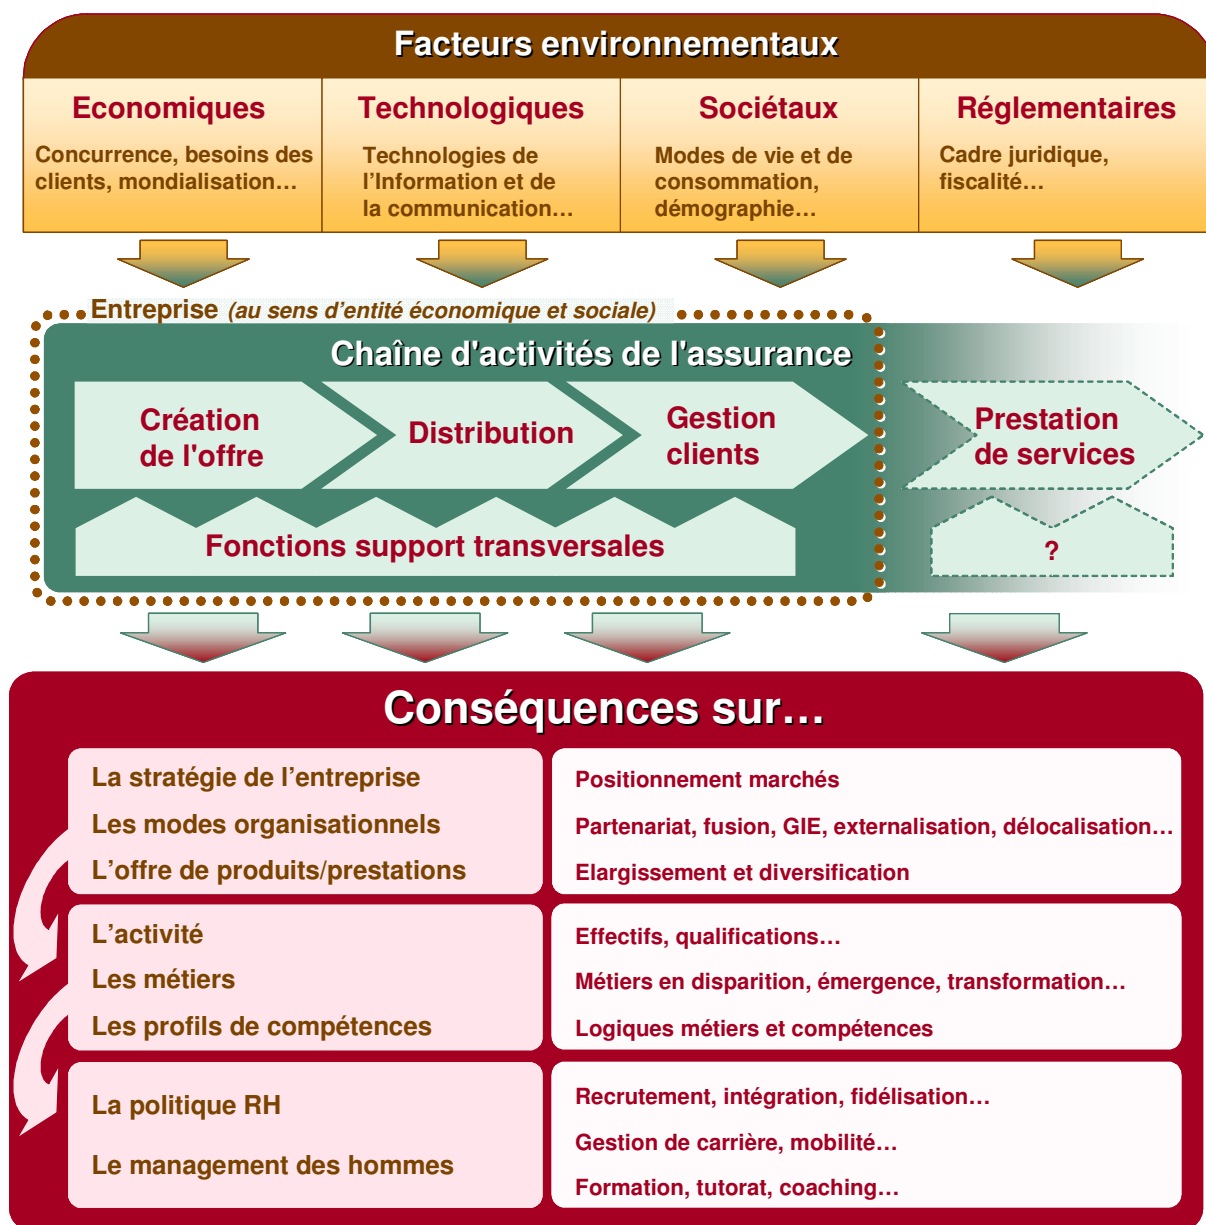 Facteurs environnementaux
Economiques
Concurrence, besoins des
clients, mondialisation…
Technologiques
Technologies de
l’Information et de
la communication…
Sociétaux
Modes de vie et de
consommation,
démographie…
Réglementaires
Cadre juridique,
fiscalité…
Entreprise (au sens d’entité économique et sociale)
Chaîne d'activités de l'assurance
Création
de l'offre
Distribution
Gestion
clients
Prestation
de services
Fonctions support transversales
?
Conséquences sur…
La stratégie de l’entreprise
Positionnement marchés
Les modes organisationnels
Partenariat, fusion, GIE, externalisation, délocalisation…
L’offre de produits/prestations
Elargissement et diversification
L’activité
Effectifs, qualifications…
Les métiers
Métiers en disparition, émergence, transformation…
Les profils de compétences
Logiques métiers et compétences
La politique RH
Le management des hommes
Recrutement, intégration, fidélisation…
Gestion de carrière, mobilité…
Formation, tutorat, coaching…